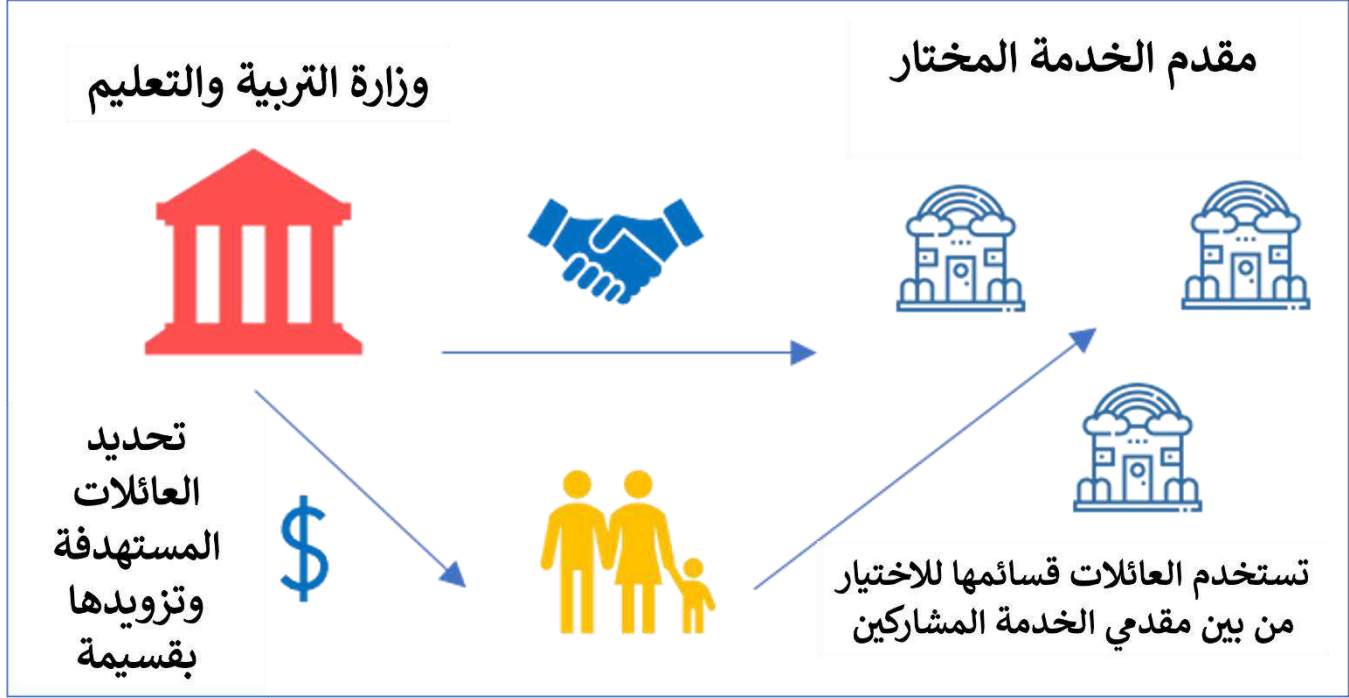 مقدم الخدمة المختار
وزارة التربية والتعليم
تحديد
العائلات
المستهدفة
وتزويدها
بقسيمة
$
تستخدم العائلات قسائمها للاختيار
من بين مقدمي الخدمة المشاركين